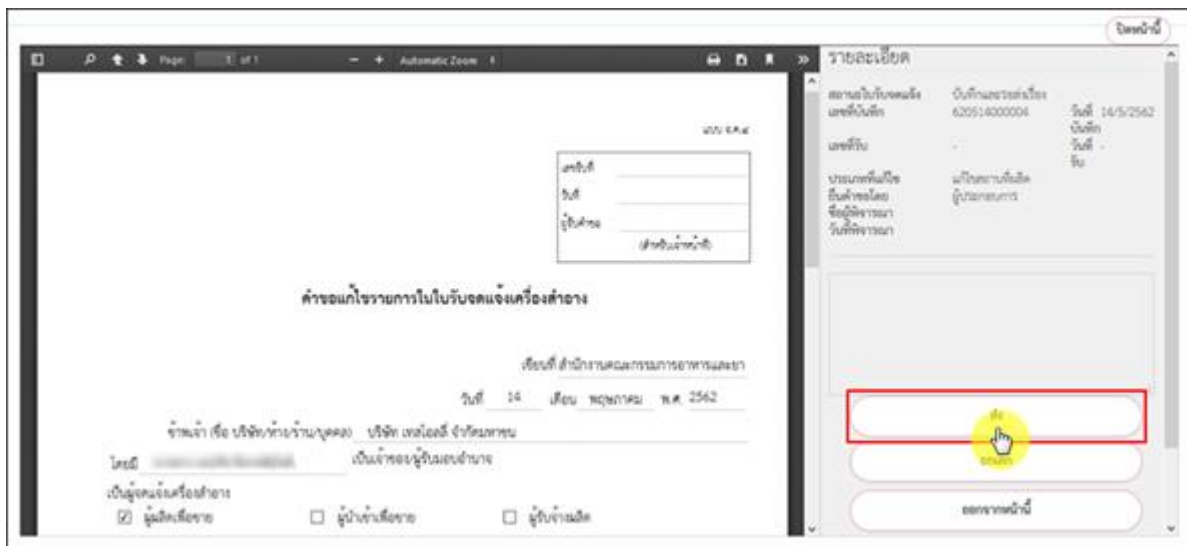 ปิดหน้านี้
Page: 1 of 1
Automatic Zoom
รายละเอียด
สถานะใบรับจดแจ้ง บันทึกและรอส่งเรื่อง
เลขที่บันทึก 620514000004 วันที่บันทึก 14/5/2562
เลขที่รับ - วันที่รับ -
ประเภทที่แก้ไข แก้ไขสถานที่ผลิต
ยื่นคำขอโดย ผู้ประกอบการ
ชื่อผู้พิจารณา
วันที่พิจารณา
แบบ จ.ค.๔
เลขรับที่
วันที่
ผู้รับคำขอ
(สำหรับเจ้าหน้าที่)
คำขอแก้ไขรายการในใบรับจดแจ้งเครื่องสำอาง
เขียนที่ สำนักงานคณะกรรมการอาหารและยา
วันที่ 14 เดือน พฤษภาคม พ.ศ. 2562
ข้าพเจ้า (ชื่อ บริษัท/ห้าง/ร้าน/บุคคล) บริษัท เทสโอลลี่ จำกัดมหาชน
โดยมี เป็นเจ้าของ/ผู้รับมอบอำนาจ
เป็นผู้จดแจ้งเครื่องสำอาง
ผู้ผลิตเพื่อขาย ผู้นำเข้าเพื่อขาย ผู้รับจ้างผลิต
ส่ง
ออกจากหน้านี้